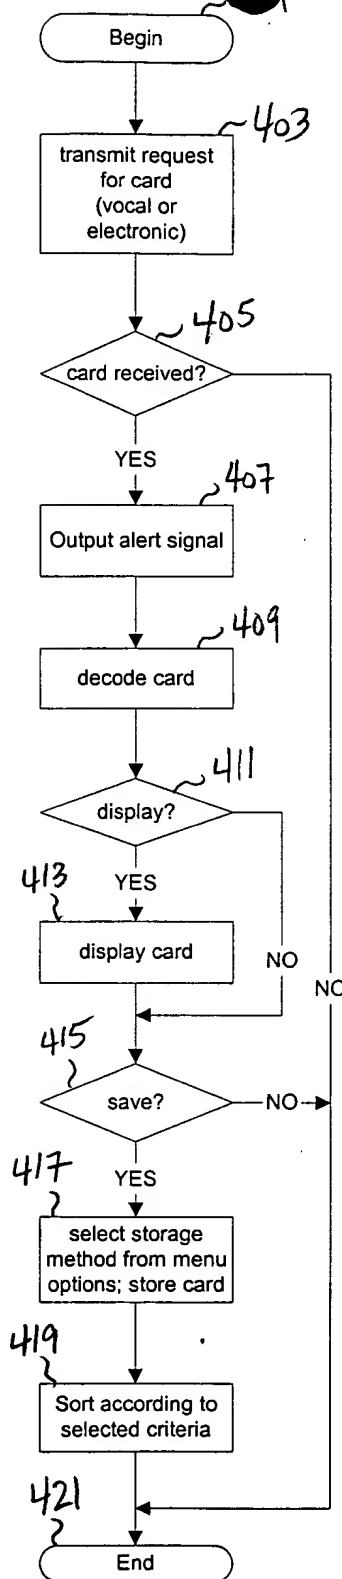 Begin
403
transmit request
for card
(vocal or
electronic)
405
card received?
YES
407
Output alert signal
409
decode card
411
display?
413
YES
display card
NO
NO
415
save?
NO
417
YES
select storage
method from menu
options; store card
419
Sort according to
selected criteria
421
End